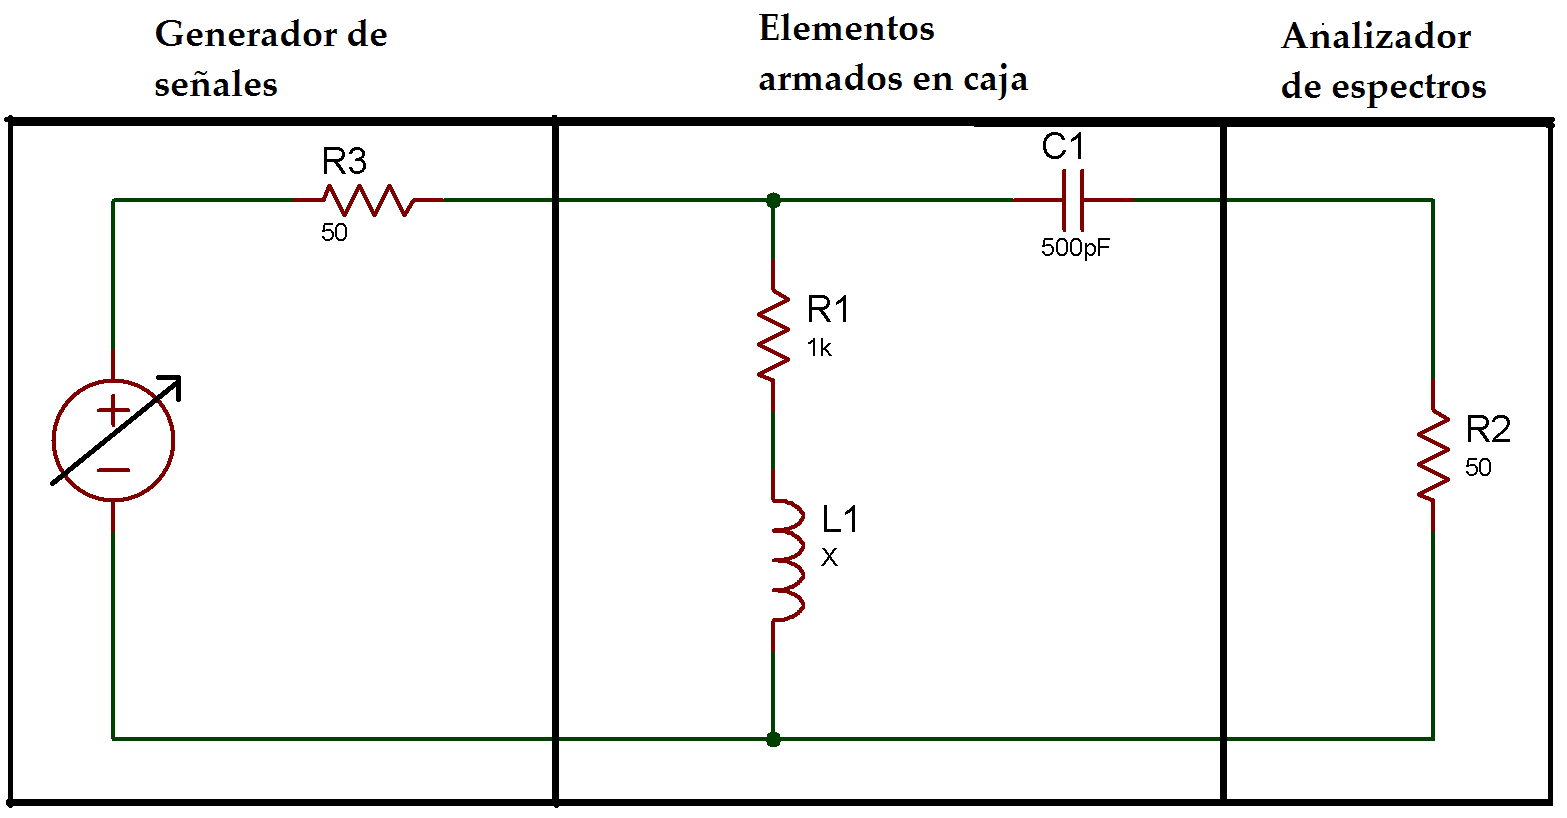 Generador de
señales
Elementos
armados en caja
Analizador
de espectros
R3
50
C1
500pF
R1
1k
L1
X
R2
50